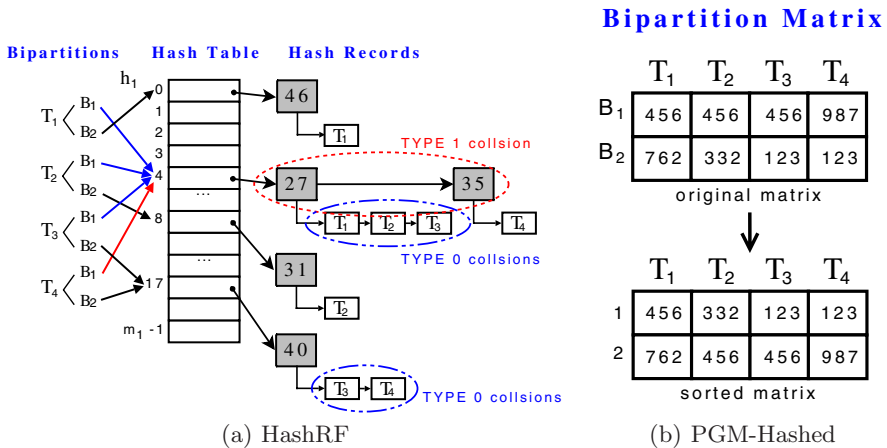 Bipartitions Hash Table Hash Records
h1
0
1
2
3
4
...
8
...
17
m1 -1
T1 B1
B2
T2 B1
B2
T3 B1
B2
T4 B1
B2
46
T1
TYPE 1 collsion
27 35
T1 T2 T3 T4
TYPE 0 collisions
31
T2
40
T3 T4
TYPE 0 collsions
(a) HashRF
Bipartition Matrix
T1 T2 T3 T4
B1 456 456 456 987
B2 762 332 123 123
original matrix
T1 T2 T3 T4
1 456 332 123 123
2 762 456 456 987
sorted matrix
(b) PGM-Hashed